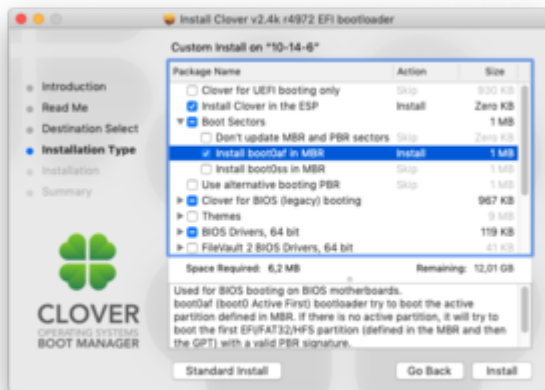 Install Clover v2.4k r4972 EFI bootloader
Custom Install on "10-14-6"
Introduction
Read Me
Destination Select
Installation Type
Installation
Summary
Package Name Action Size
Clover for UEFI booting only Skip 930 KB
Install Clover in the ESP Install Zero KB
Boot Sectors 1 MB
Don't update MBR and PBR sectors Skip Zero KB
Install boot0af in MBR Install 1 MB
Install boot0ss in MBR Skip 1 MB
Use alternative booting PBR Skip 1 MB
Clover for BIOS (legacy) booting 967 KB
Themes 9 MB
BIOS Drivers, 64 bit 119 KB
FileVault 2 BIOS Drivers, 64 bit 41 KB
Space Required: 6,2 MB Remaining: 12,01 GB
Used for BIOS booting on BIOS motherboards.
boot0af (boot0 Active First) bootloader try to boot the active
partition defined in MBR. If there is no active partition, it will try to
boot the first EFI/FAT32/HFS partition (defined in the MBR and then
the GPT) with a valid PBR signature.
CLOVER
OPERATING SYSTEMS
BOOT MANAGER
Standard Install Go Back Install